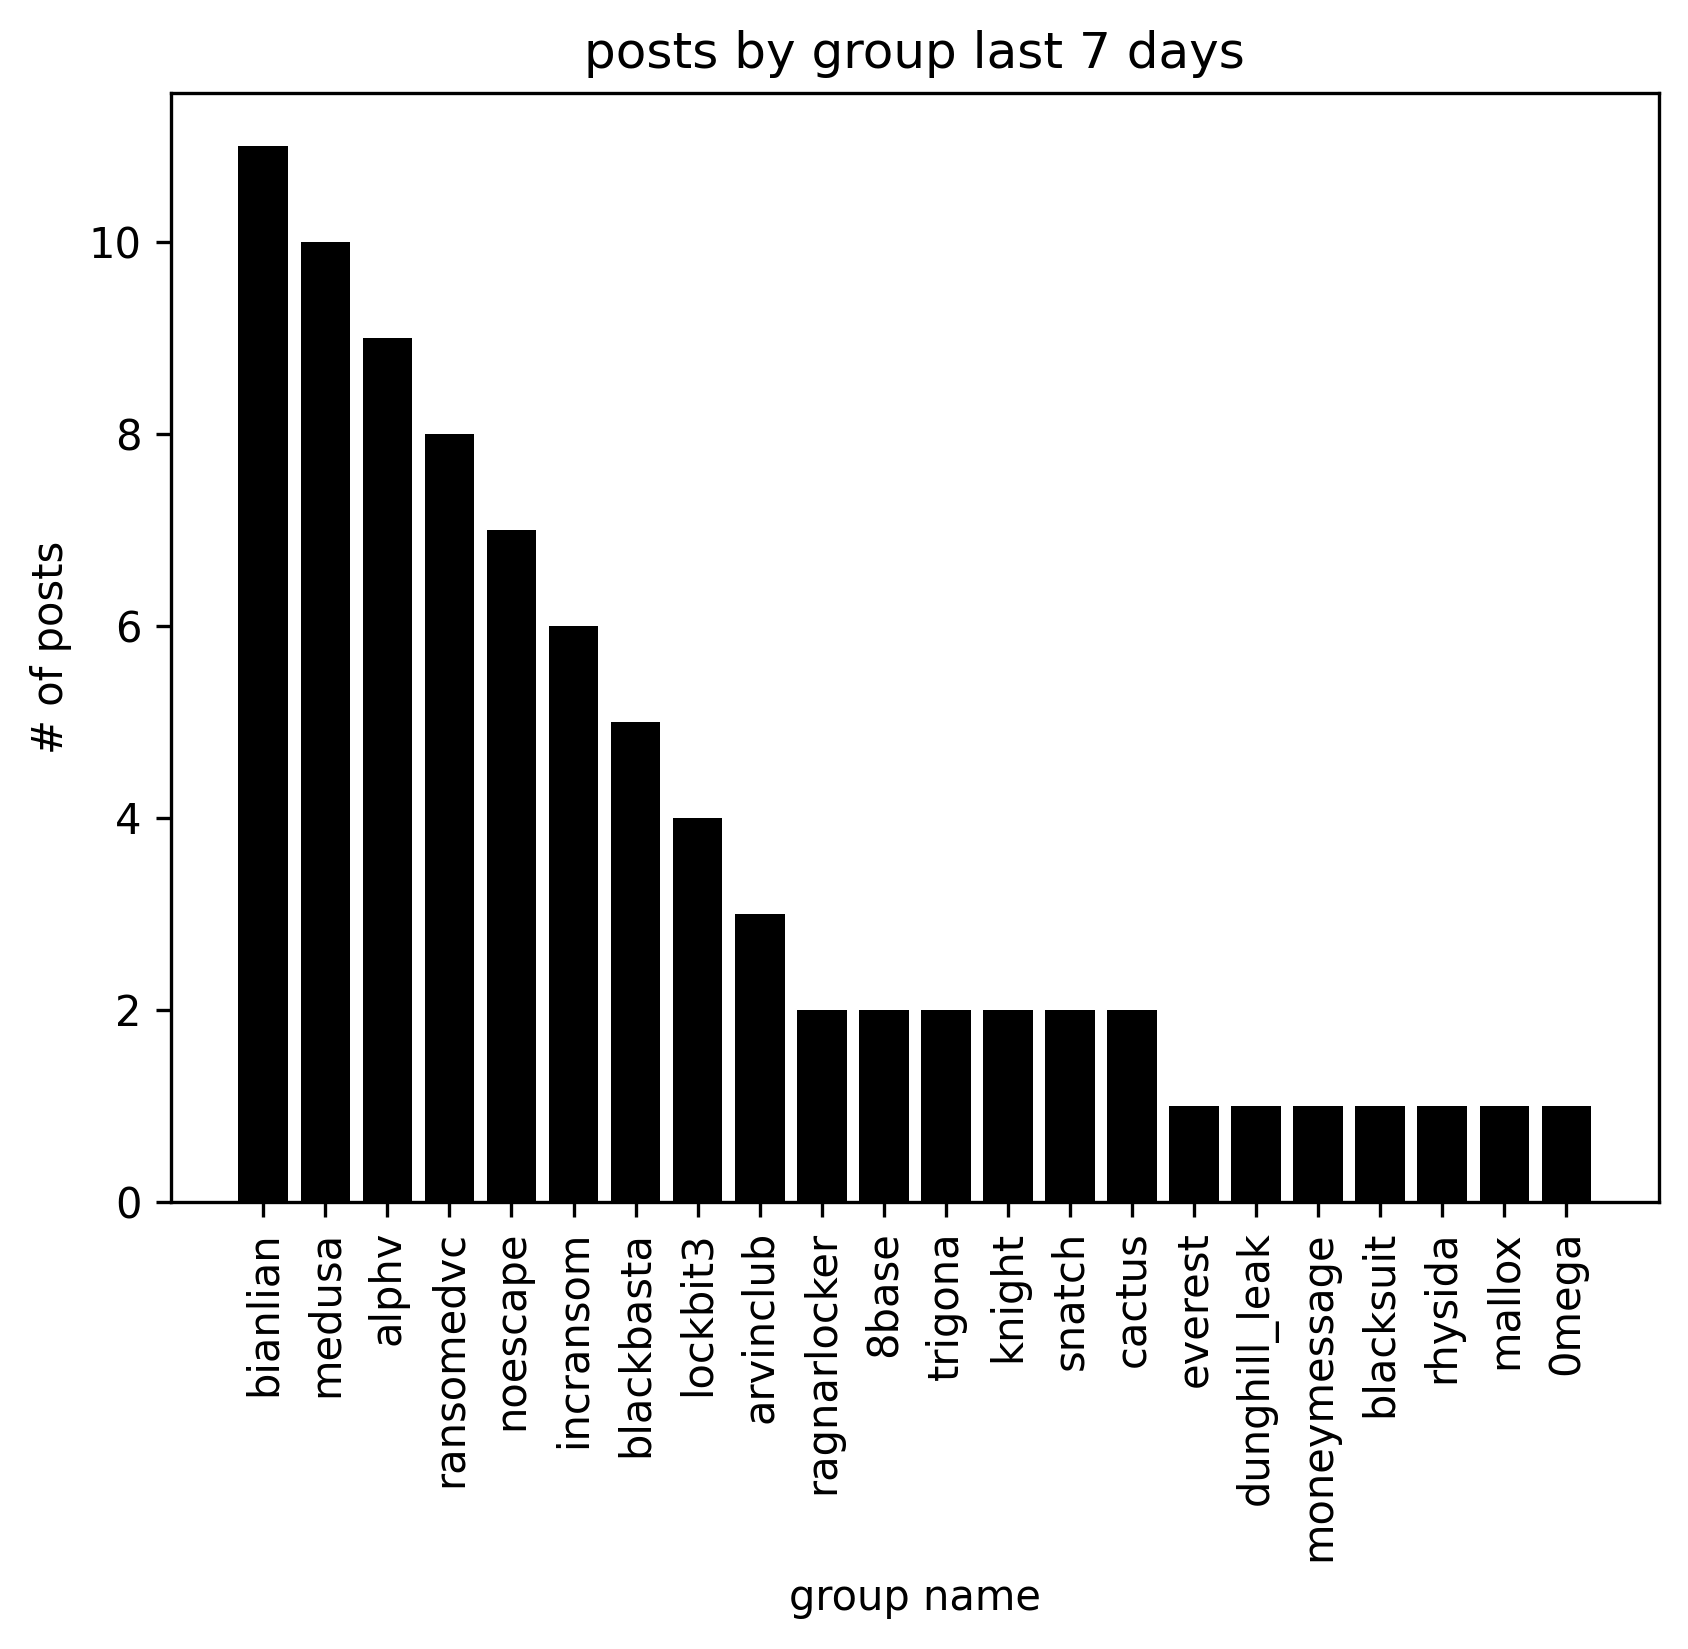 posts by group last 7 days
# of posts
10
8
6
4
2
0
bianlian
medusa
alphv
ransomedvc
noescape
incransom
blackbasta
lockbit3
arvinclub
ragnarlocker
8base
trigona
knight
snatch
cactus
everest
dunghill_leak
moneymessage
blacksuit
rhysida
mallox
0mega
group name